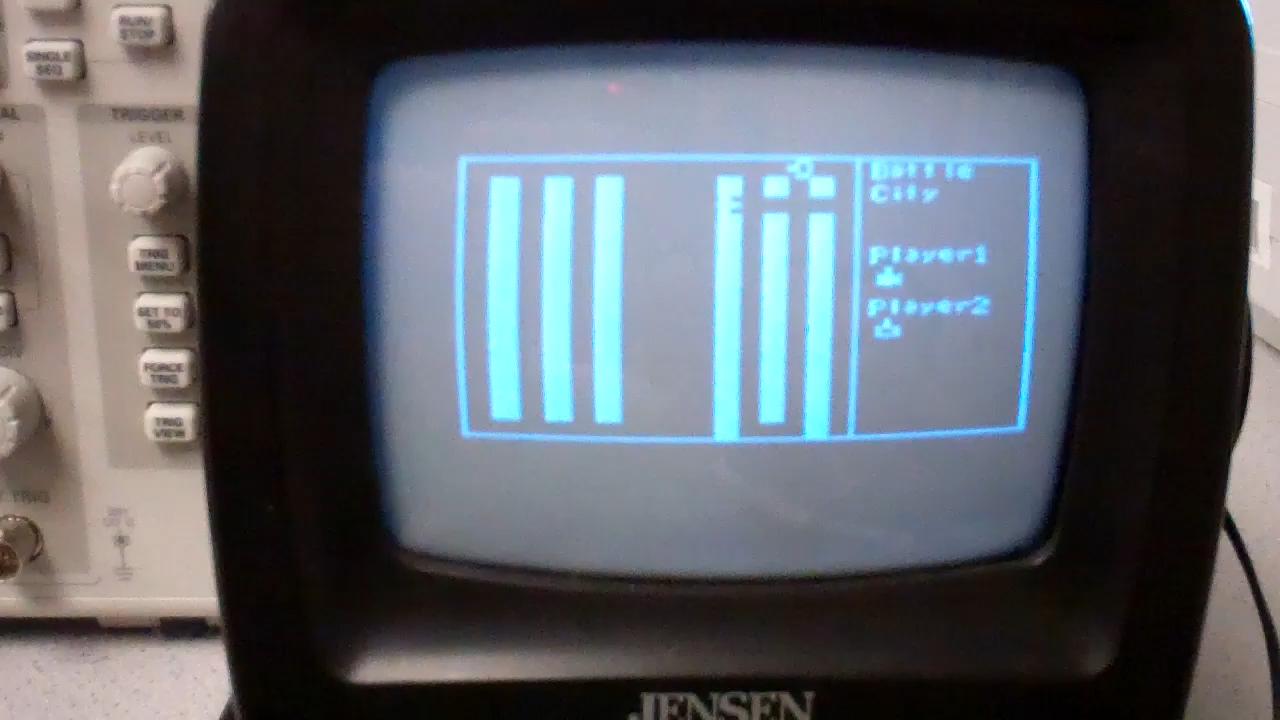 RUN/
STOP
SINGLE
SEQ
TRIGGER
LEVEL
TRIG
MENU
SET TO
50%
FORCE
TRIG
TRIG
VIEW
Battle
City
Player1
Player2
JENSEN